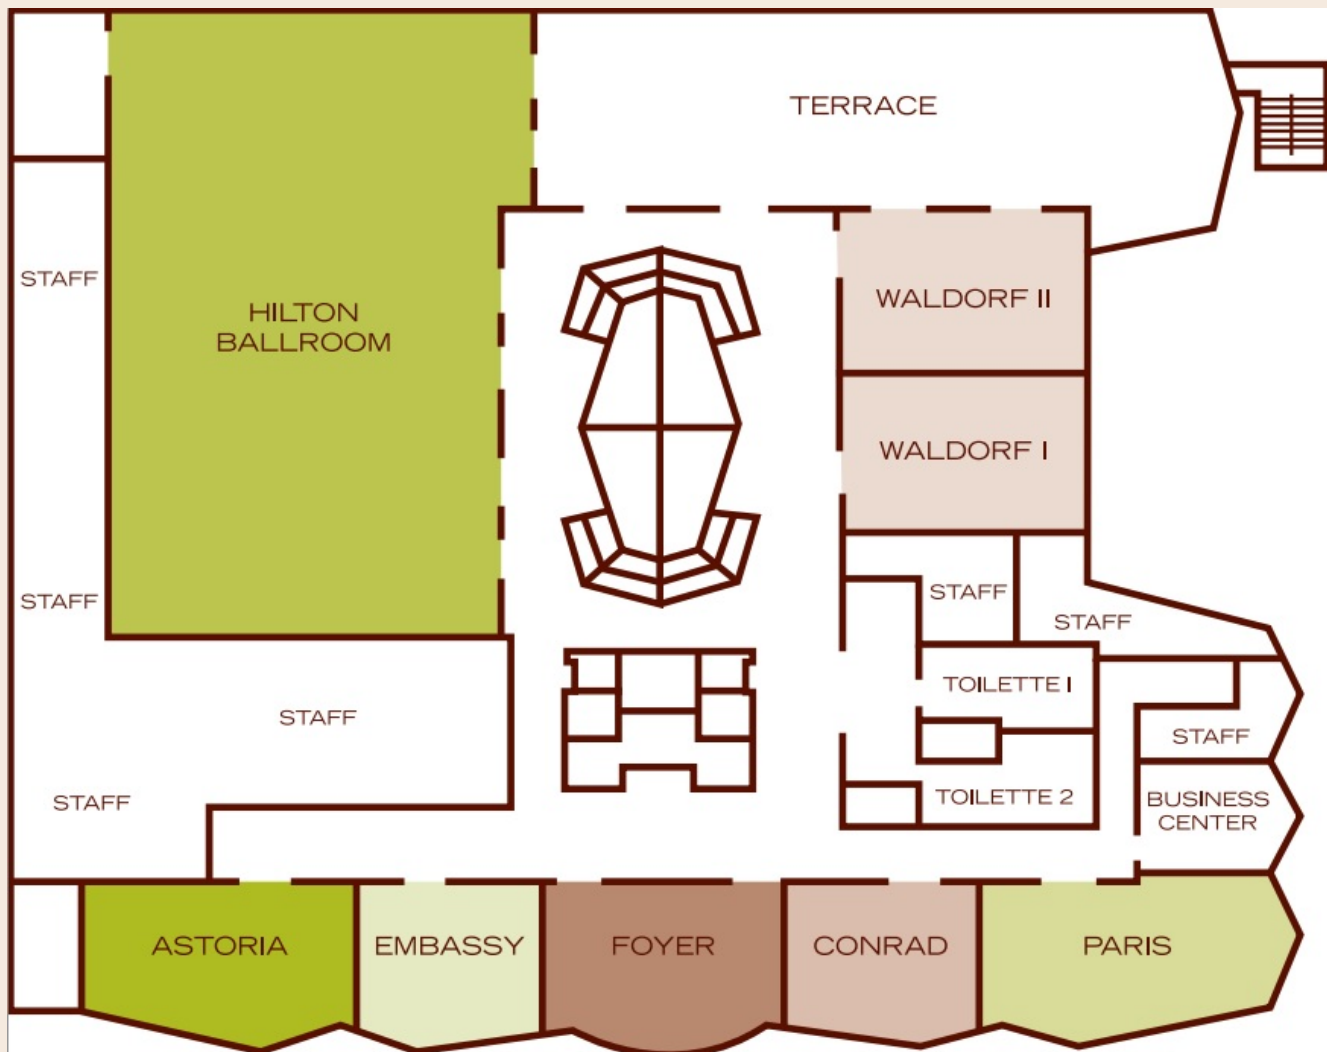 TERRACE
STAFF
HILTON
BALLROOM
WALDORF II
WALDORF I
STAFF
STAFF
STAFF
TOILETTE 1
STAFF
STAFF
STAFF
TOILETTE 2
BUSINESS
CENTER
ASTORIA
EMBASSY
FOYER
CONRAD
PARIS